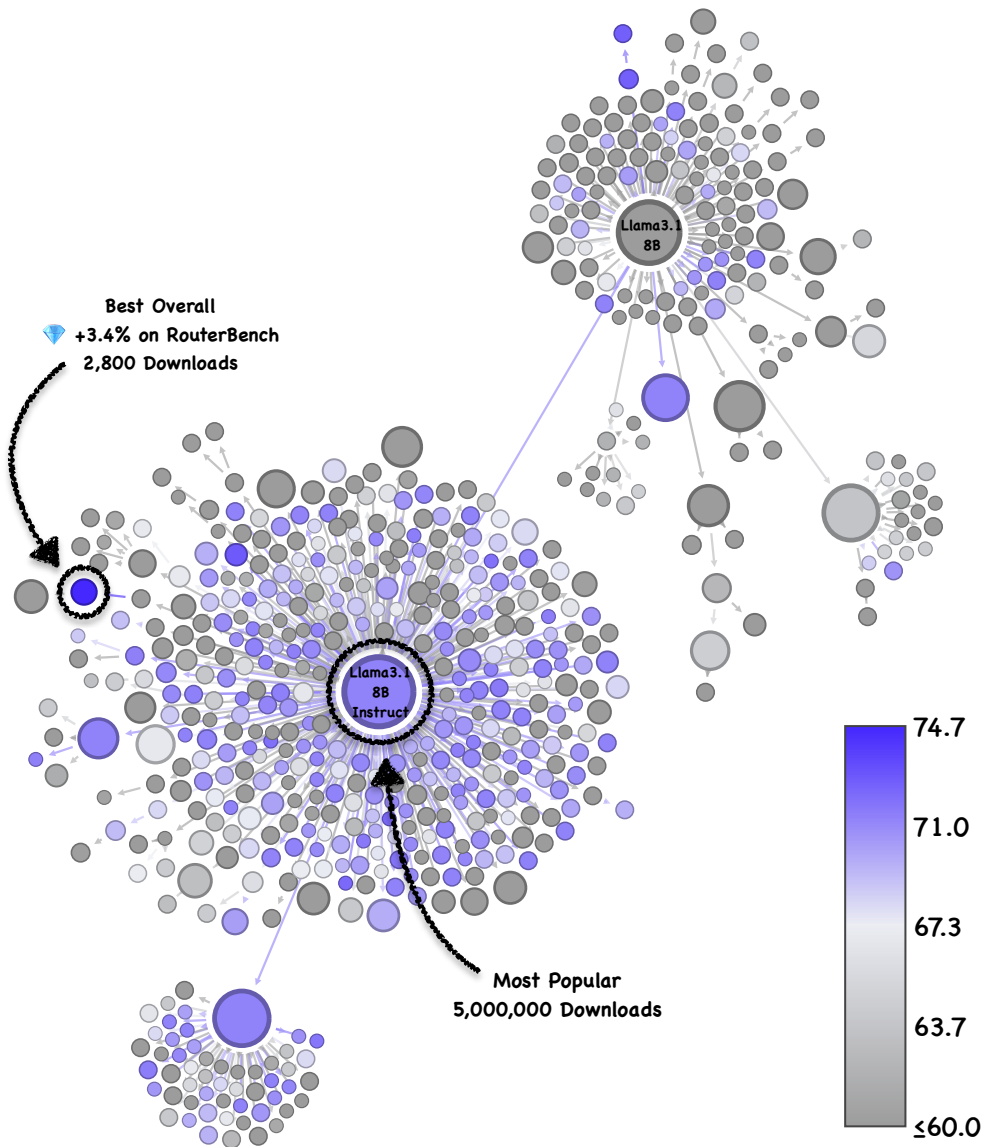 Llama3.1
8B
Best Overall
+3.4% on RouterBench
2,800 Downloads
Llama3.1
8B
Instruct
Most Popular
5,000,000 Downloads
74.7
71.0
67.3
63.7
≤60.0